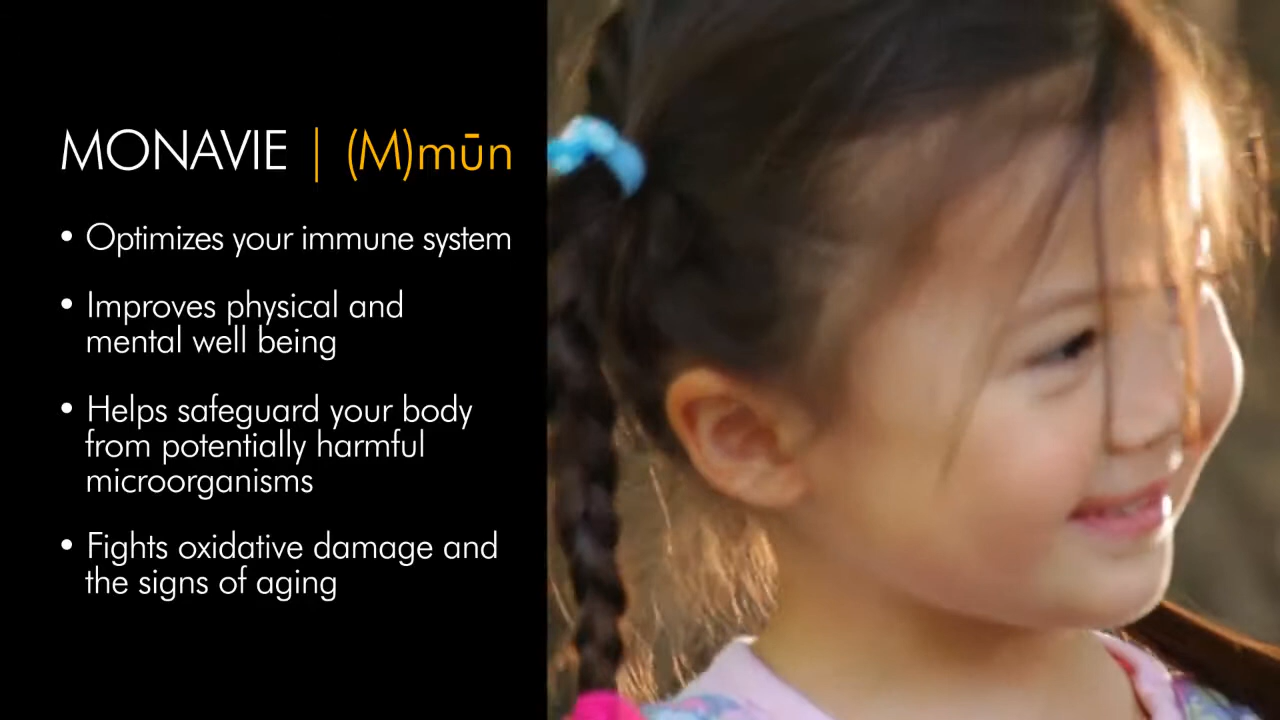 MONAVIE | (M)mūn
• Optimizes your immune system
• Improves physical and
mental well being
• Helps safeguard your body
from potentially harmful
microorganisms
• Fights oxidative damage and
the signs of aging